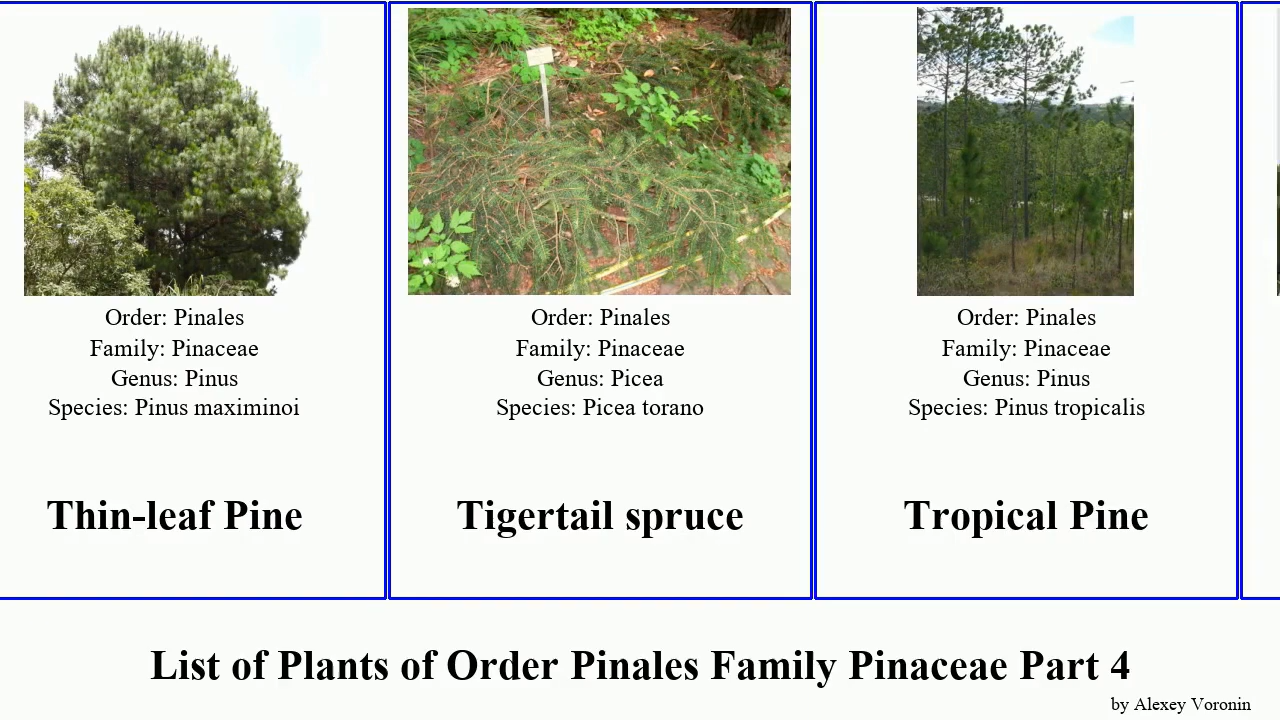 Order: Pinales
Family: Pinaceae
Genus: Pinus
Species: Pinus maximinoi
Thin-leaf Pine
Order: Pinales
Family: Pinaceae
Genus: Picea
Species: Picea torano
Tigertail spruce
Order: Pinales
Family: Pinaceae
Genus: Pinus
Species: Pinus tropicalis
Tropical Pine
List of Plants of Order Pinales Family Pinaceae Part 4
by Alexey Voronin